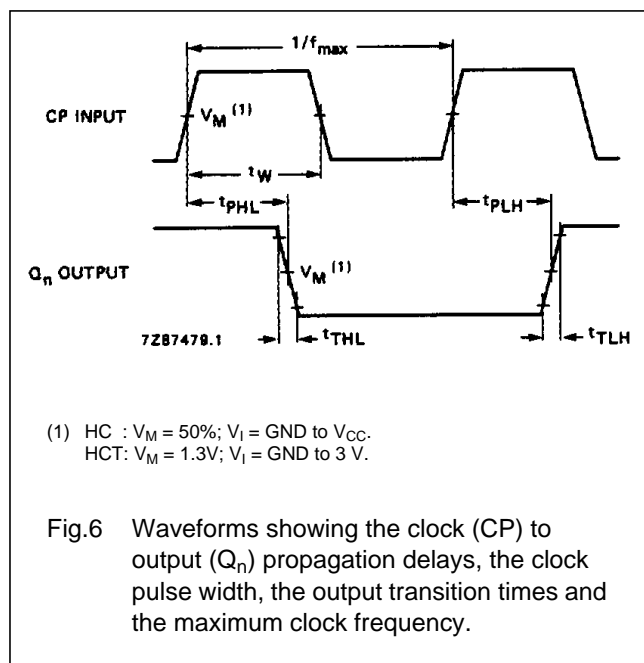 1/fmax
CP INPUT
VM (1)
tW
tPHL
tPLH
Qn OUTPUT
VM (1)
7Z87479.1
tTHL
tTLH
(1) HC : VM = 50%; VI = GND to VCC.
HCT: VM = 1.3V; VI = GND to 3 V.
Fig.6 Waveforms showing the clock (CP) to
output (Qn) propagation delays, the clock
pulse width, the output transition times and
the maximum clock frequency.